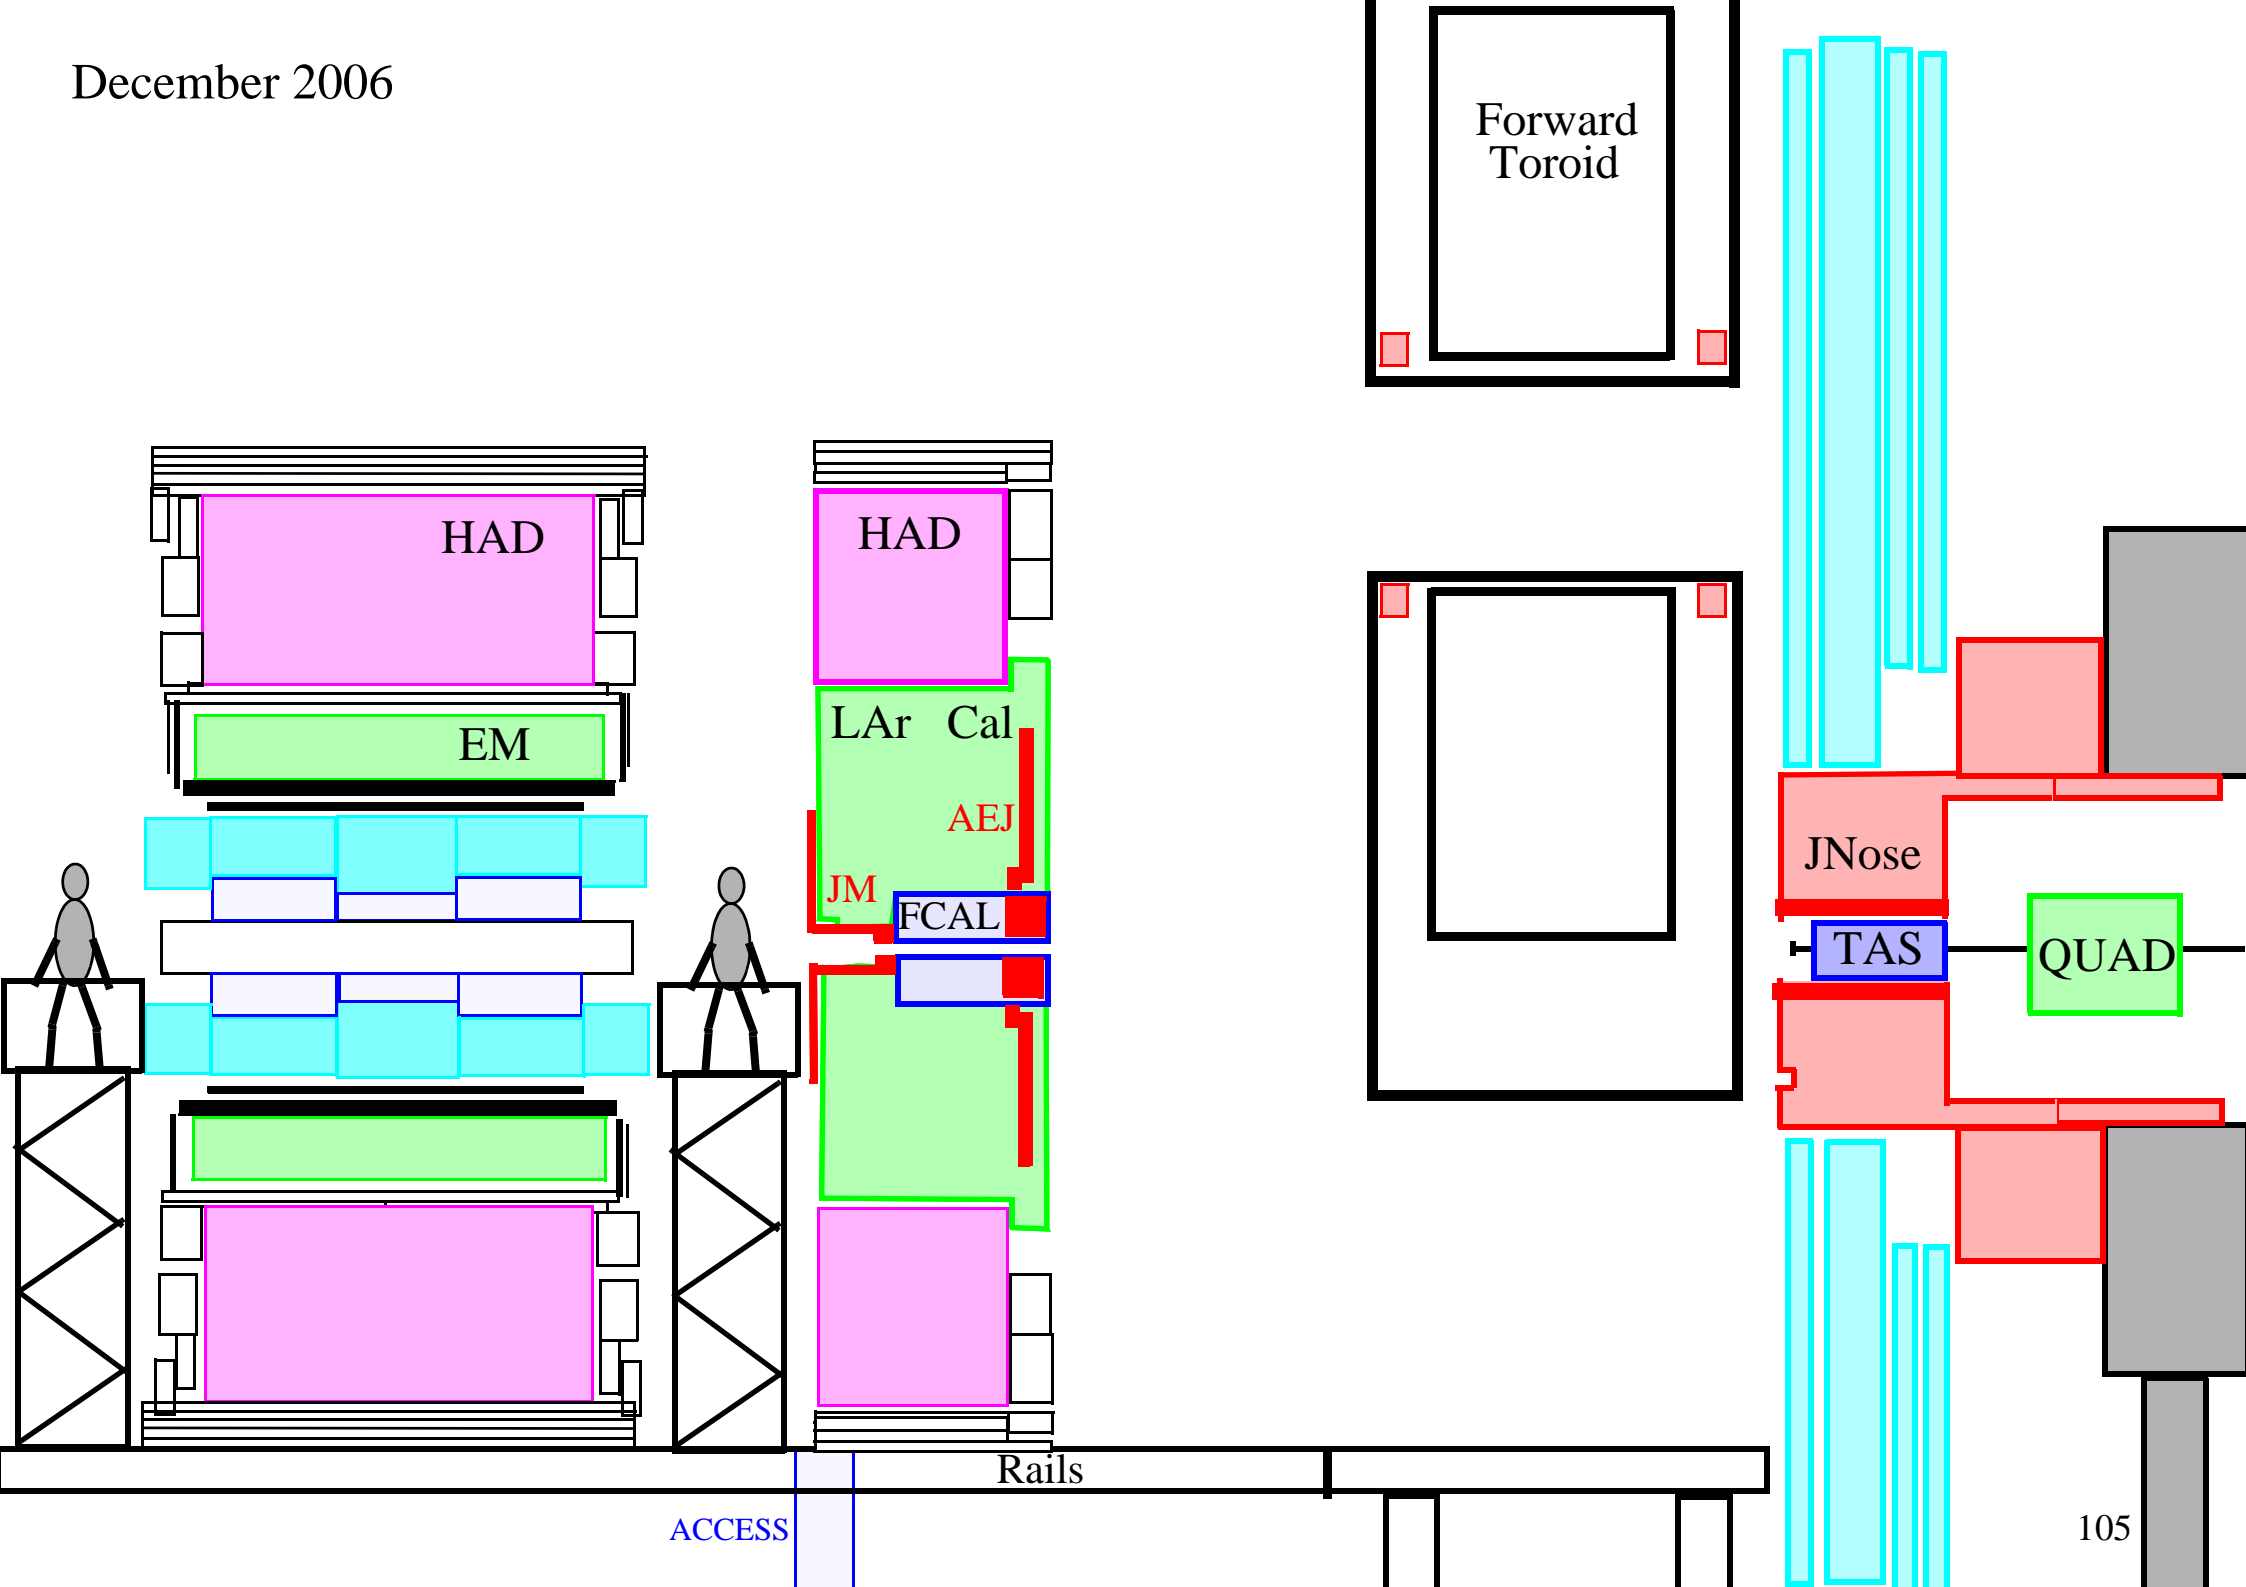 December 2006
Forward
Toroid
HAD
HAD
LAr Cal
EM
AEJ
JNose
JM
FCAL
TAS
QUAD
Rails
ACCESS
105